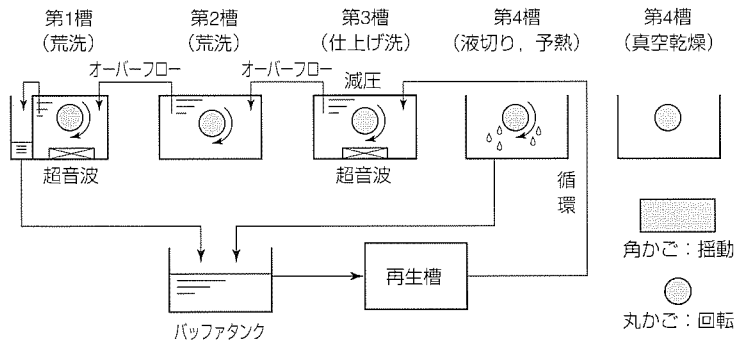 第1槽
(荒洗)
第2槽
(荒洗)
第3槽
(仕上げ洗)
第4槽
(液切り，予熱)
第4槽
(真空乾燥)
オーバーフロー
オーバーフロー
減圧
超音波
超音波
循環
バッファタンク
再生槽
角かご：揺動
丸かご：回転